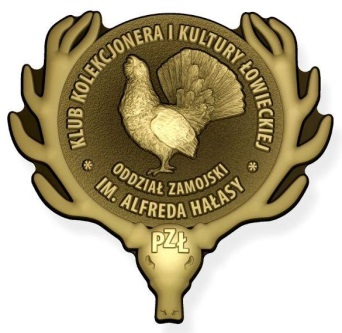 KLUB KOLEKCJONERA I KULTURY ŁOWIECKIEJ
ODDZIAŁ ZAMOJSKI
* IM. ALFREDA HAŁASY *
PZŁ